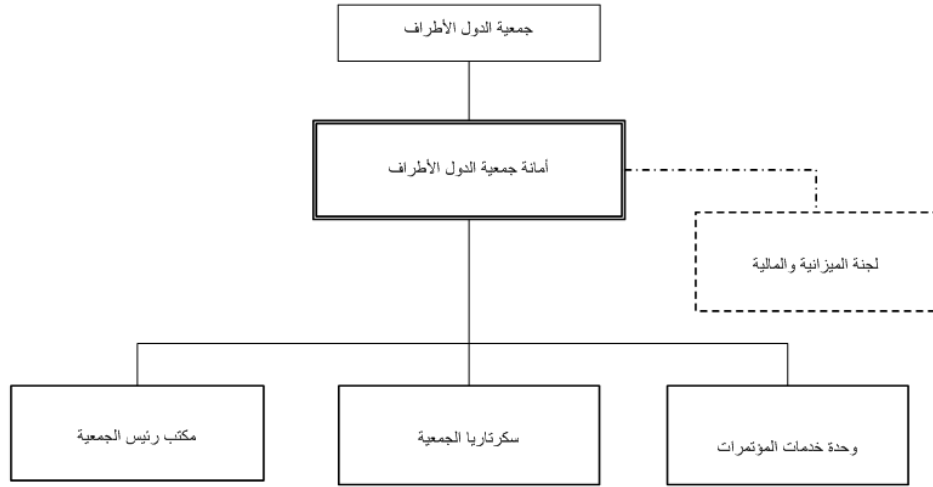 جمعية الدول الأطراف
أمانة جمعية الدول الأطراف
لجنة الميزانية والمالية
وحدة خدمات المؤتمرات
سكرتاريا الجمعية
مكتب رئيس الجمعية